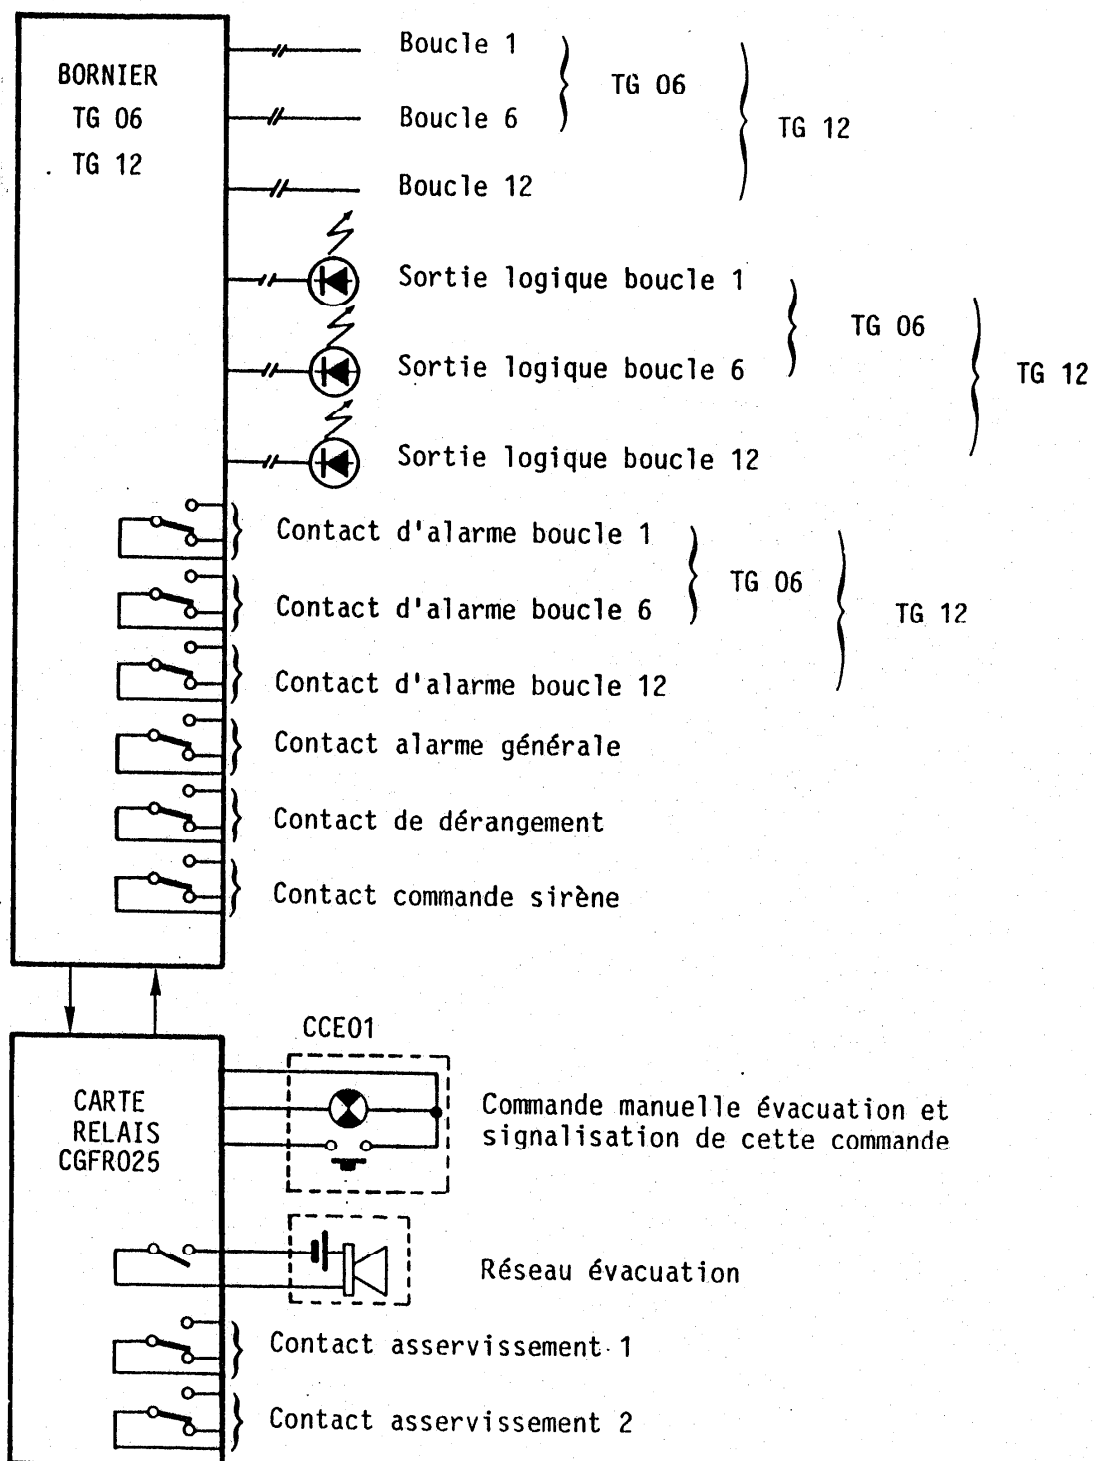 BORNIER
TG 06
TG 12
Boucle 1
Boucle 6
Boucle 12
TG 06
TG 12
Sortie logique boucle 1
Sortie logique boucle 6
Sortie logique boucle 12
TG 06
TG 12
Contact d'alarme boucle 1
Contact d'alarme boucle 6
Contact d'alarme boucle 12
TG 06
TG 12
Contact alarme générale
Contact de dérangement
Contact commande sirène
CARTE
RELAIS
CGFR025
CCE01
Commande manuelle évacuation et
signalisation de cette commande
Réseau évacuation
Contact asservissement 1
Contact asservissement 2